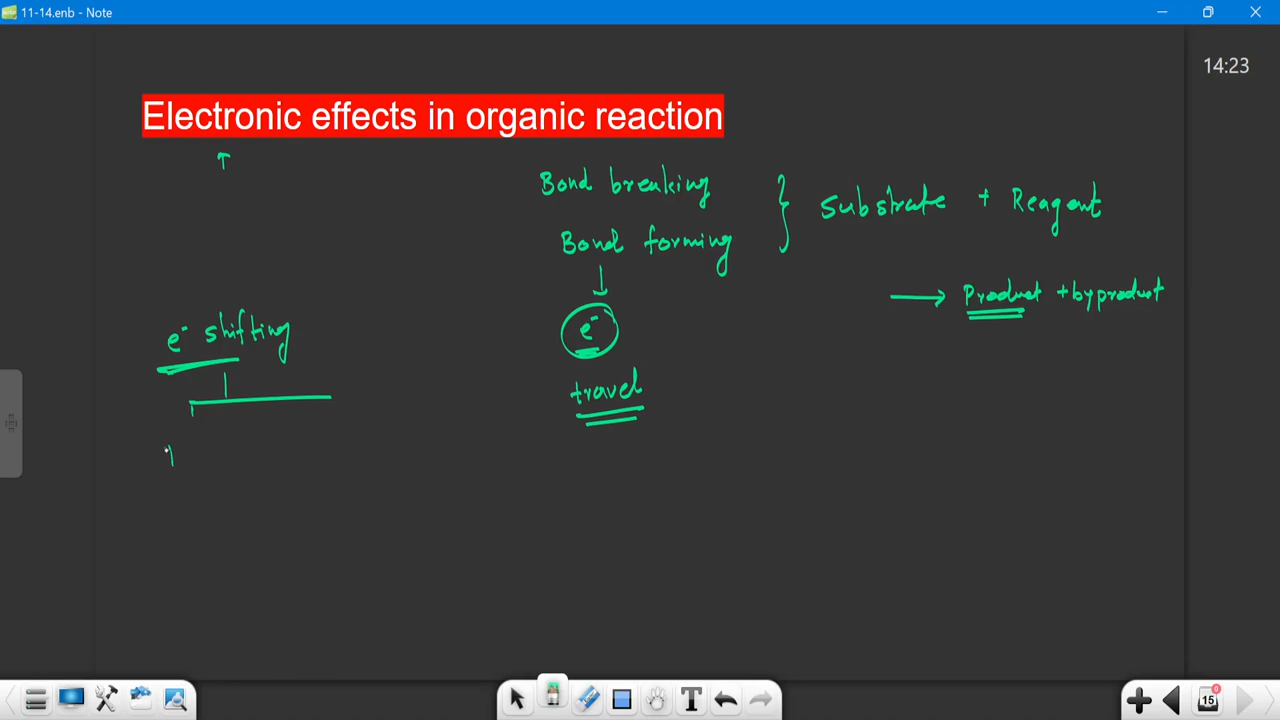 11-14.enb - Note
14:23
Electronic effects in organic reaction
Bond breaking
Bond forming
Substrate + Reagent
→ Product + byproduct
e⁻ shifting
e⁻
travel
T
15
0